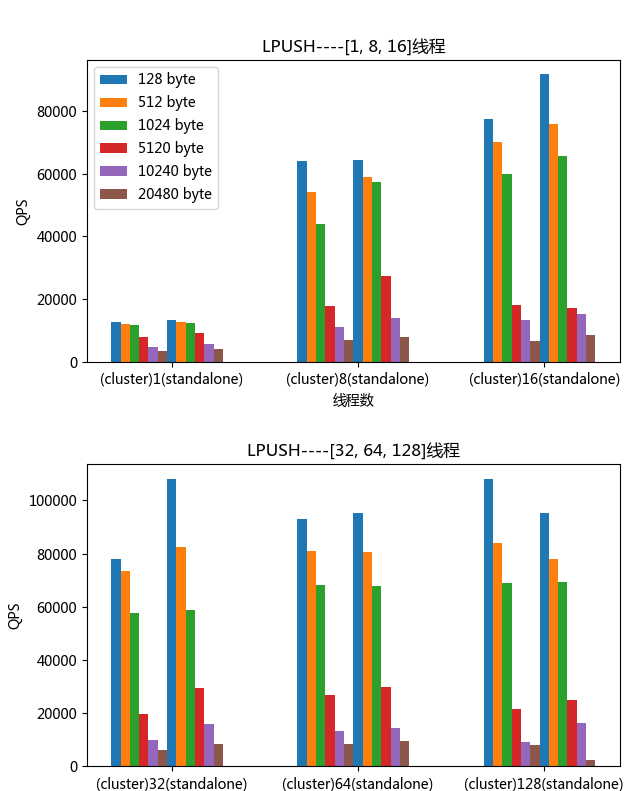 LPUSH----[1, 8, 16]线程
128 byte
512 byte
1024 byte
5120 byte
10240 byte
20480 byte
80000
60000
40000
20000
0
QPS
(cluster)1(standalone)
(cluster)8(standalone)
(cluster)16(standalone)
线程数
LPUSH----[32, 64, 128]线程
100000
80000
60000
40000
20000
0
QPS
(cluster)32(standalone)
(cluster)64(standalone)
(cluster)128(standalone)